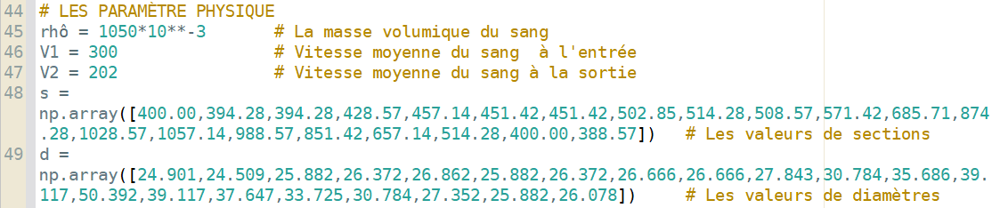 44 # LES PARAMÈTRE PHYSIQUE
45 rhô = 1050*10**-3 # La masse volumique du sang
46 V1 = 300 # Vitesse moyenne du sang à l'entrée
47 V2 = 202 # Vitesse moyenne du sang à la sortie
48 s =
np.array([400.00,394.28,394.28,428.57,457.14,451.42,451.42,502.85,514.28,508.57,571.42,685.71,874
.28,1028.57,1057.14,988.57,851.42,657.14,514.28,400.00,388.57]) # Les valeurs de sections
49 d =
np.array([24.901,24.509,25.882,26.372,26.862,25.882,26.372,26.666,26.666,27.843,30.784,35.686,39.
117,50.392,39.117,37.647,33.725,30.784,27.352,25.882,26.078]) # Les valeurs de diamètres